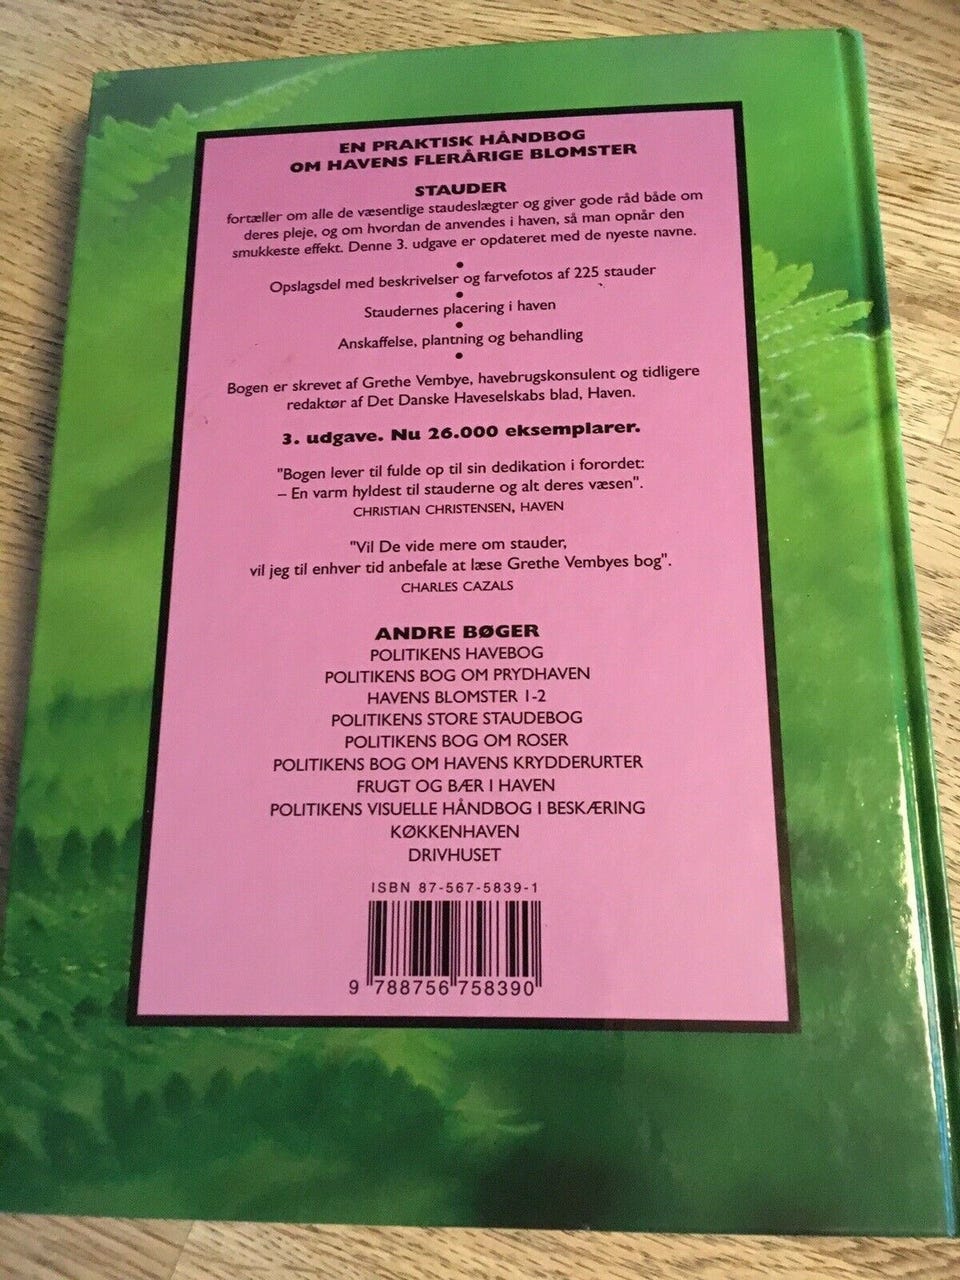 EN PRAKTISK HÅNDBOG
OM HAVENS FLERÅRIGE BLOMSTER
STAUDER
fortæller om alle de væsentlige staudeslægter og giver gode råd både om
deres pleje, og om hvordan de anvendes i haven, så man opnår den
smukkeste effekt. Denne 3. udgave er opdateret med de nyeste navne.
•
Opslagsdel med beskrivelser og farvefotos af 225 stauder
•
Staudernes placering i haven
•
Anskaffelse, plantning og behandling
•
Bogen er skrevet af Grethe Vembye, havebrugskonsulent og tidligere
redaktør af Det Danske Haveselskabs blad, Haven.
3. udgave. Nu 26.000 eksemplarer.
"Bogen lever til fulde op til sin dedikation i forordet:
– En varm hyldest til stauderne og alt deres væsen".
CHRISTIAN CHRISTENSEN, HAVEN
"Vil De vide mere om stauder,
vil jeg til enhver tid anbefale at læse Grethe Vembyes bog".
CHARLES CAZALS
ANDRE BØGER
POLITIKENS HAVEBOG
POLITIKENS BOG OM PRYDHAVEN
HAVENS BLOMSTER 1-2
POLITIKENS STORE STAUDEBOG
POLITIKENS BOG OM ROSER
POLITIKENS BOG OM HAVENS KRYDDERURTER
FRUGT OG BÆR I HAVEN
POLITIKENS VISUELLE HÅNDBOG I BESKÆRING
KØKKENHAVEN
DRIVHUSET
ISBN 87-567-5839-1
9 788756 758390